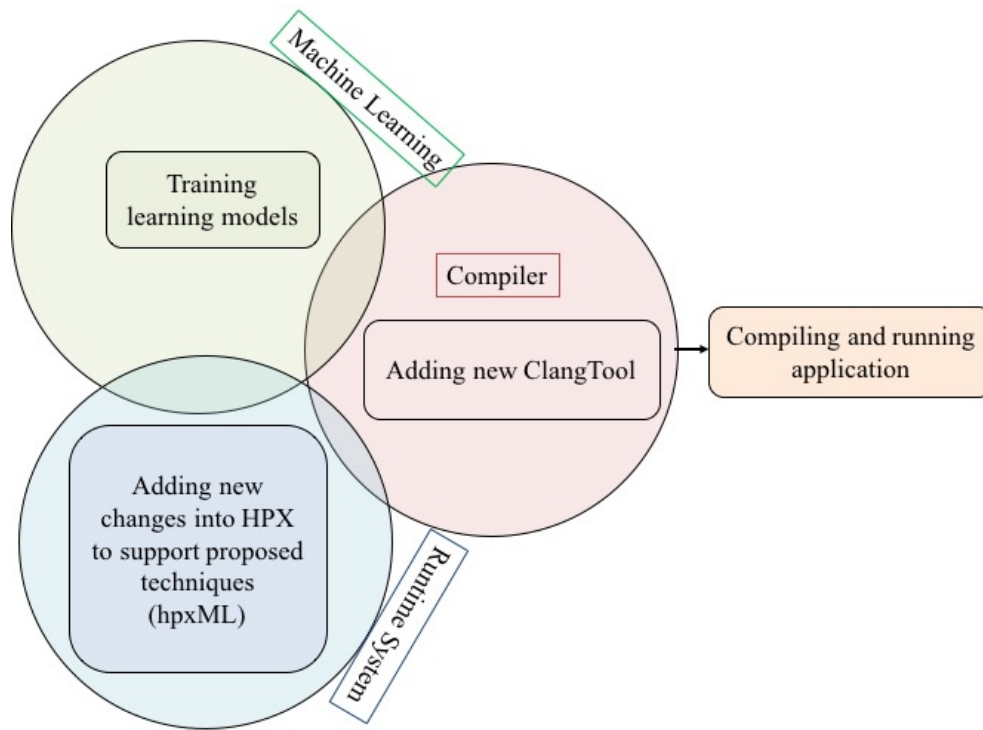 Machine Learning
Training
learning models
Compiler
Adding new ClangTool
Compiling and running
application
Adding new
changes into HPX
to support proposed
techniques
(hpxML)
Runtime System